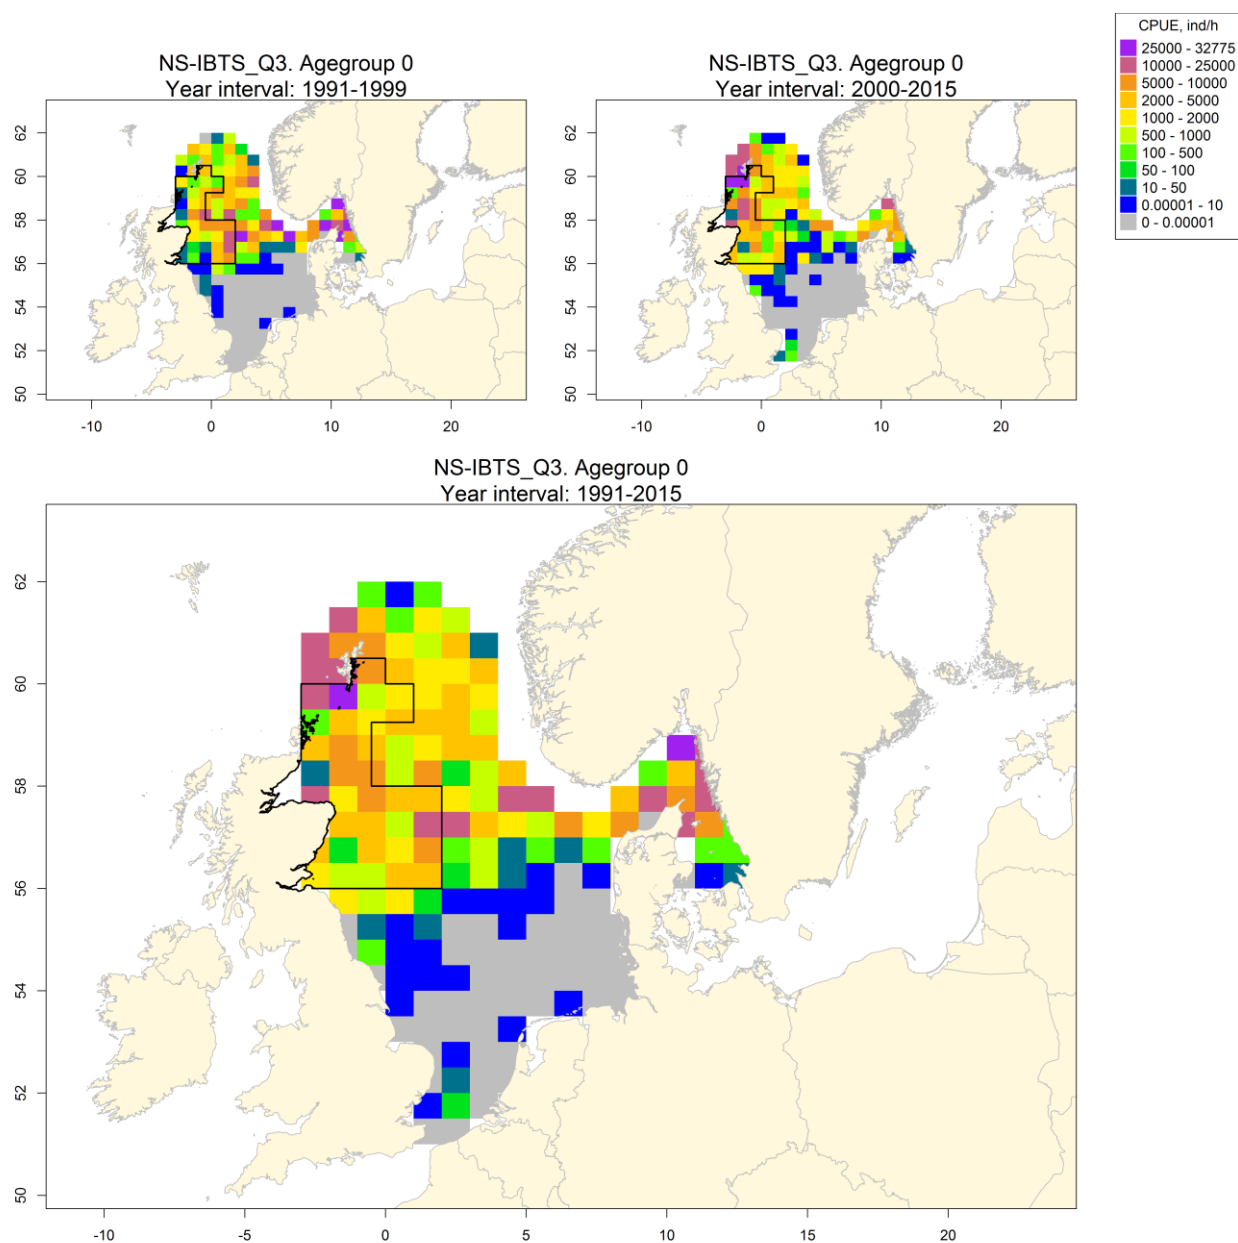 NS-IBTS_Q3. Agegroup 0
Year interval: 1991-1999
62
60
58
56
54
52
50
-10
0
10
20
NS-IBTS_Q3. Agegroup 0
Year interval: 2000-2015
62
60
58
56
54
52
50
-10
0
10
20
CPUE, ind/h
25000 - 32775
10000 - 25000
5000 - 10000
2000 - 5000
1000 - 2000
500 - 1000
100 - 500
50 - 100
10 - 50
0.00001 - 10
0 - 0.00001
NS-IBTS_Q3. Agegroup 0
Year interval: 1991-2015
62
60
58
56
54
52
50
-10
-5
0
5
10
15
20